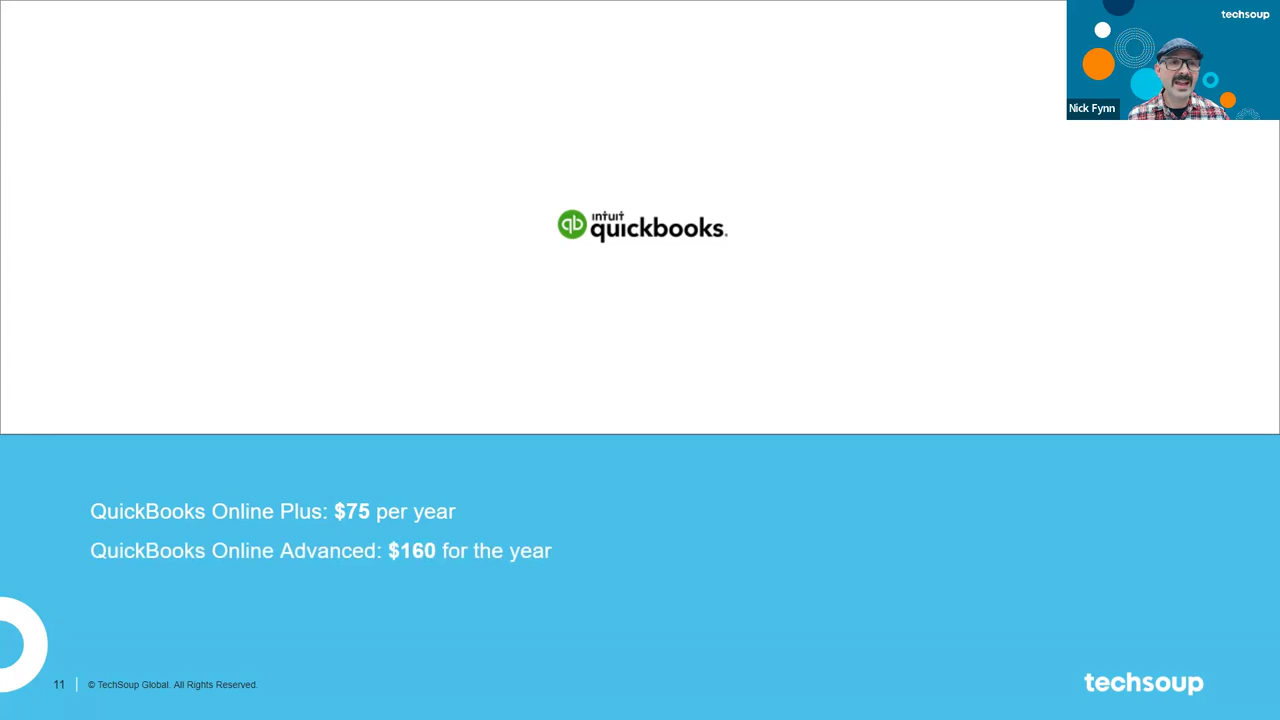 techsoup
Nick Fynn
qb intuit
quickbooks.
QuickBooks Online Plus: $75 per year
QuickBooks Online Advanced: $160 for the year
11
© TechSoup Global. All Rights Reserved.
techsoup